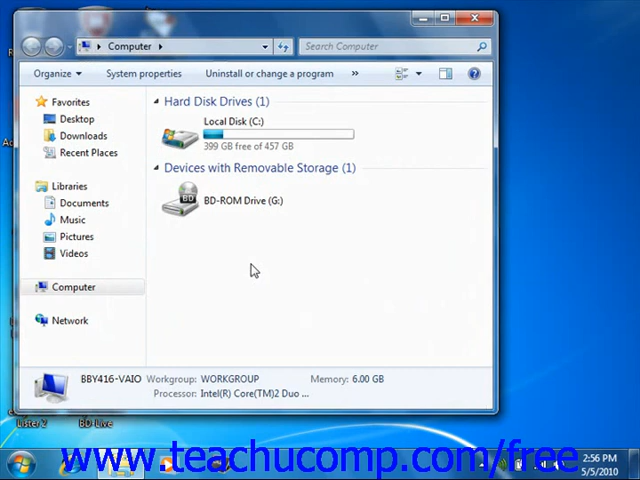 Computer
Search Computer
Organize
System properties
Uninstall or change a program
»
Favorites
Desktop
Downloads
Recent Places
Libraries
Documents
Music
Pictures
Videos
Computer
Network
Hard Disk Drives (1)
Local Disk (C:)
399 GB free of 457 GB
Devices with Removable Storage (1)
BD
BD-ROM Drive (G:)
BBY416-VAIO
Workgroup: WORKGROUP
Memory: 6.00 GB
Processor: Intel(R) Core(TM)2 Duo ...
Lister 2
BD-Live
www.teachucomp.com/free
2:56 PM
5/5/2010